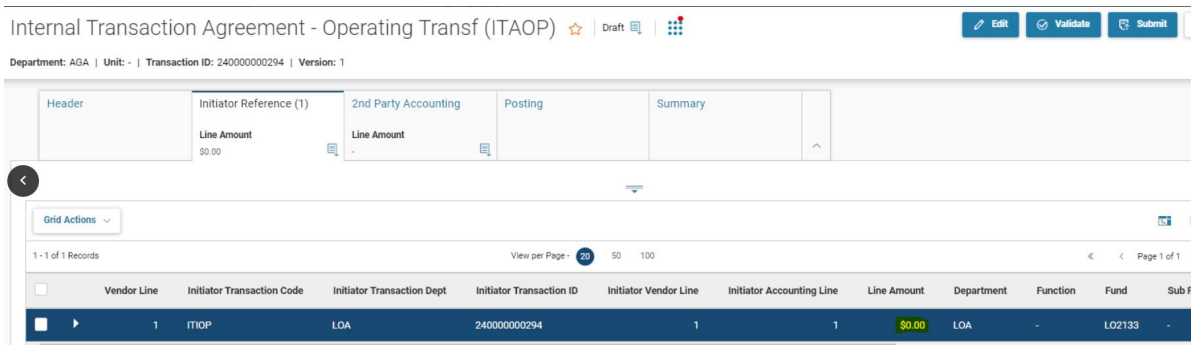 Internal Transaction Agreement - Operating Transf (ITAOP) Draft Edit Validate Submit
Department: AGA | Unit: - | Transaction ID: 240000000294 | Version: 1
Header Initiator Reference (1) 2nd Party Accounting Posting Summary
Line Amount Line Amount
$0.00 -
Grid Actions
1 - 1 of 1 Records View per Page - 20 50 100 Page 1 of 1
Vendor Line Initiator Transaction Code Initiator Transaction Dept Initiator Transaction ID Initiator Vendor Line Initiator Accounting Line Line Amount Department Function Fund Sub
1 ITIOP LOA 240000000294 1 1 $0.00 LOA - LO2133 -